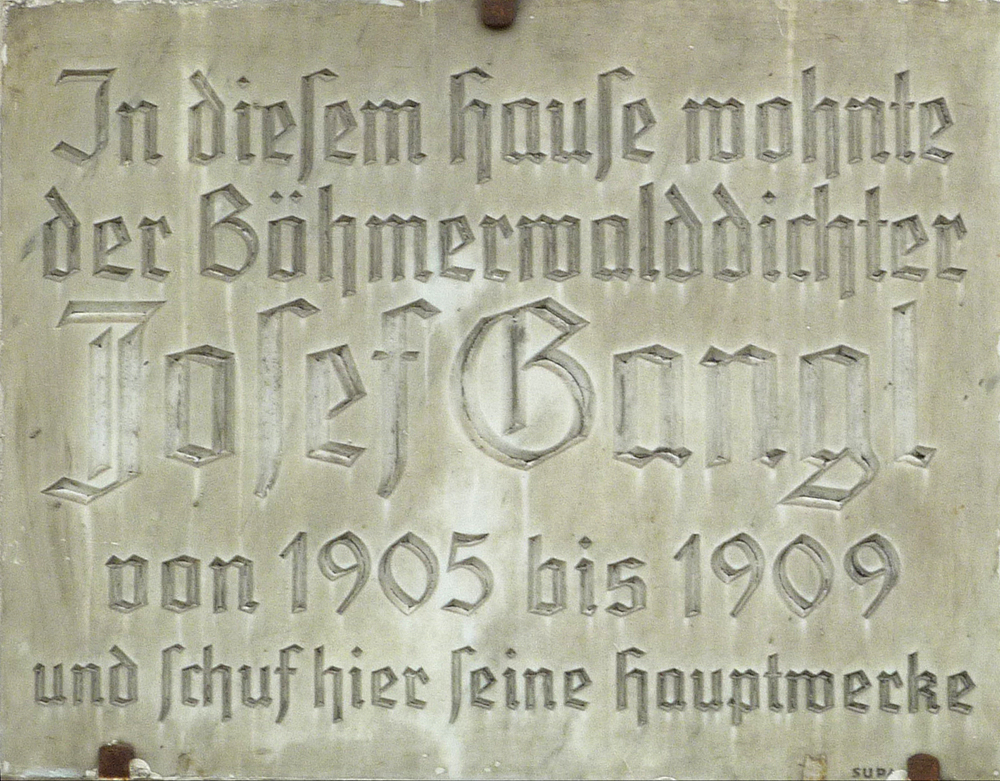 In diesem Hause wohnte
der Böhmerwalddichter
Josef Gangl
von 1905 bis 1909
und schuf hier seine Hauptwerke